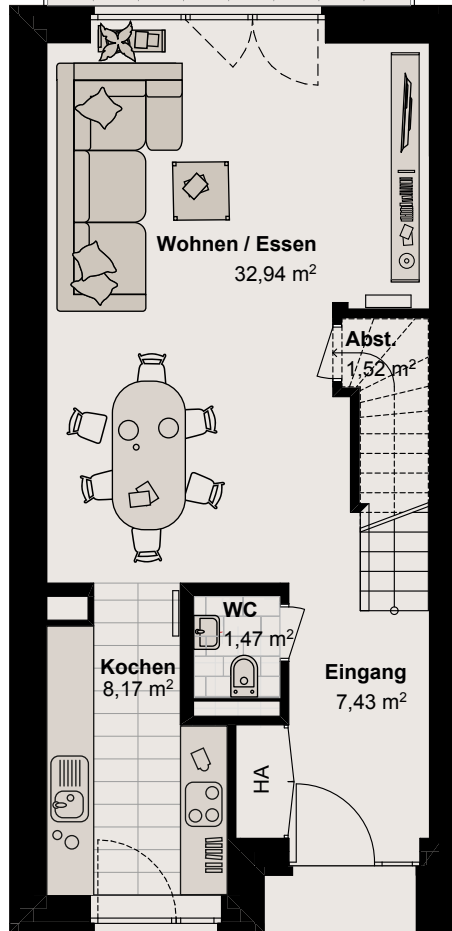 Wohnen / Essen
32,94 m²
Abst.
1,52 m²
WC
1,47 m²
Kochen
8,17 m²
Eingang
7,43 m²
HA